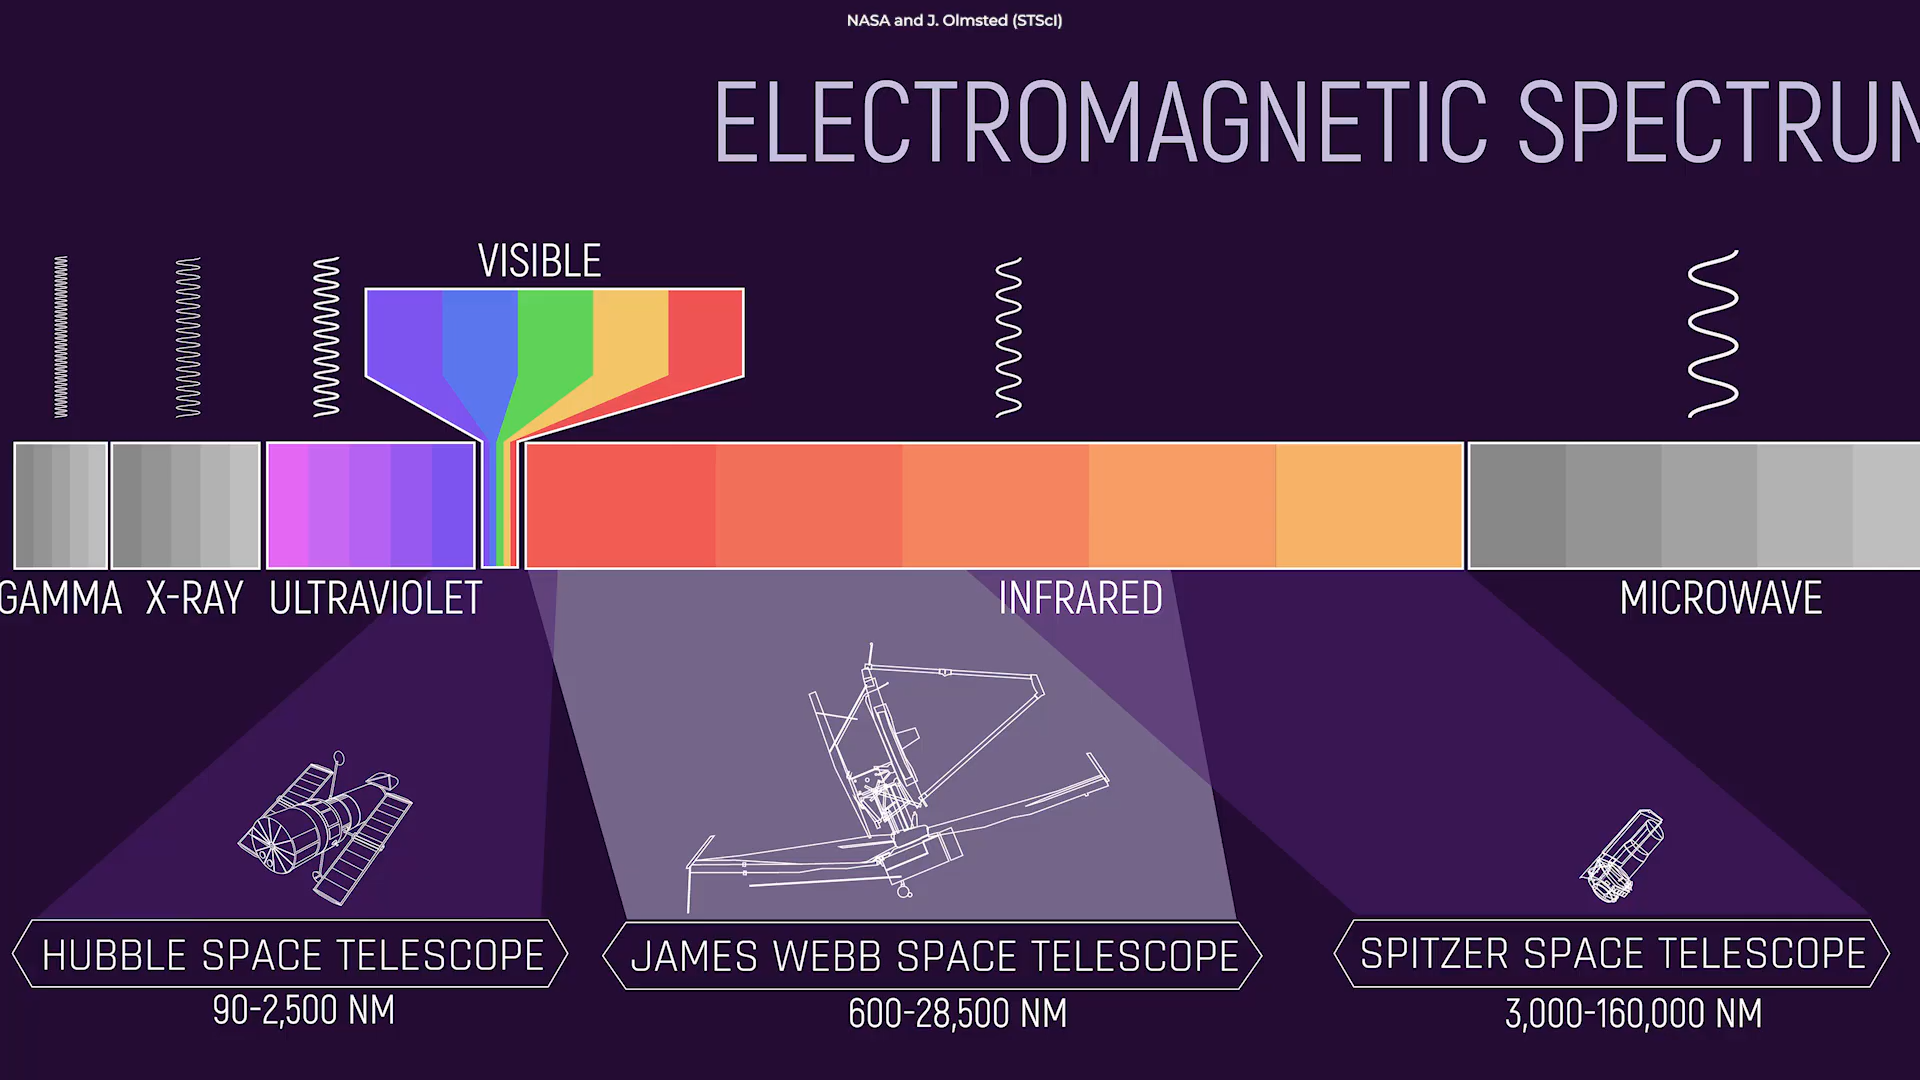 NASA and J. Olmsted (STScI)
ELECTROMAGNETIC SPECTRUM
VISIBLE
GAMMA X-RAY ULTRAVIOLET INFRARED MICROWAVE
HUBBLE SPACE TELESCOPE
90-2,500 NM
JAMES WEBB SPACE TELESCOPE
600-28,500 NM
SPITZER SPACE TELESCOPE
3,000-160,000 NM